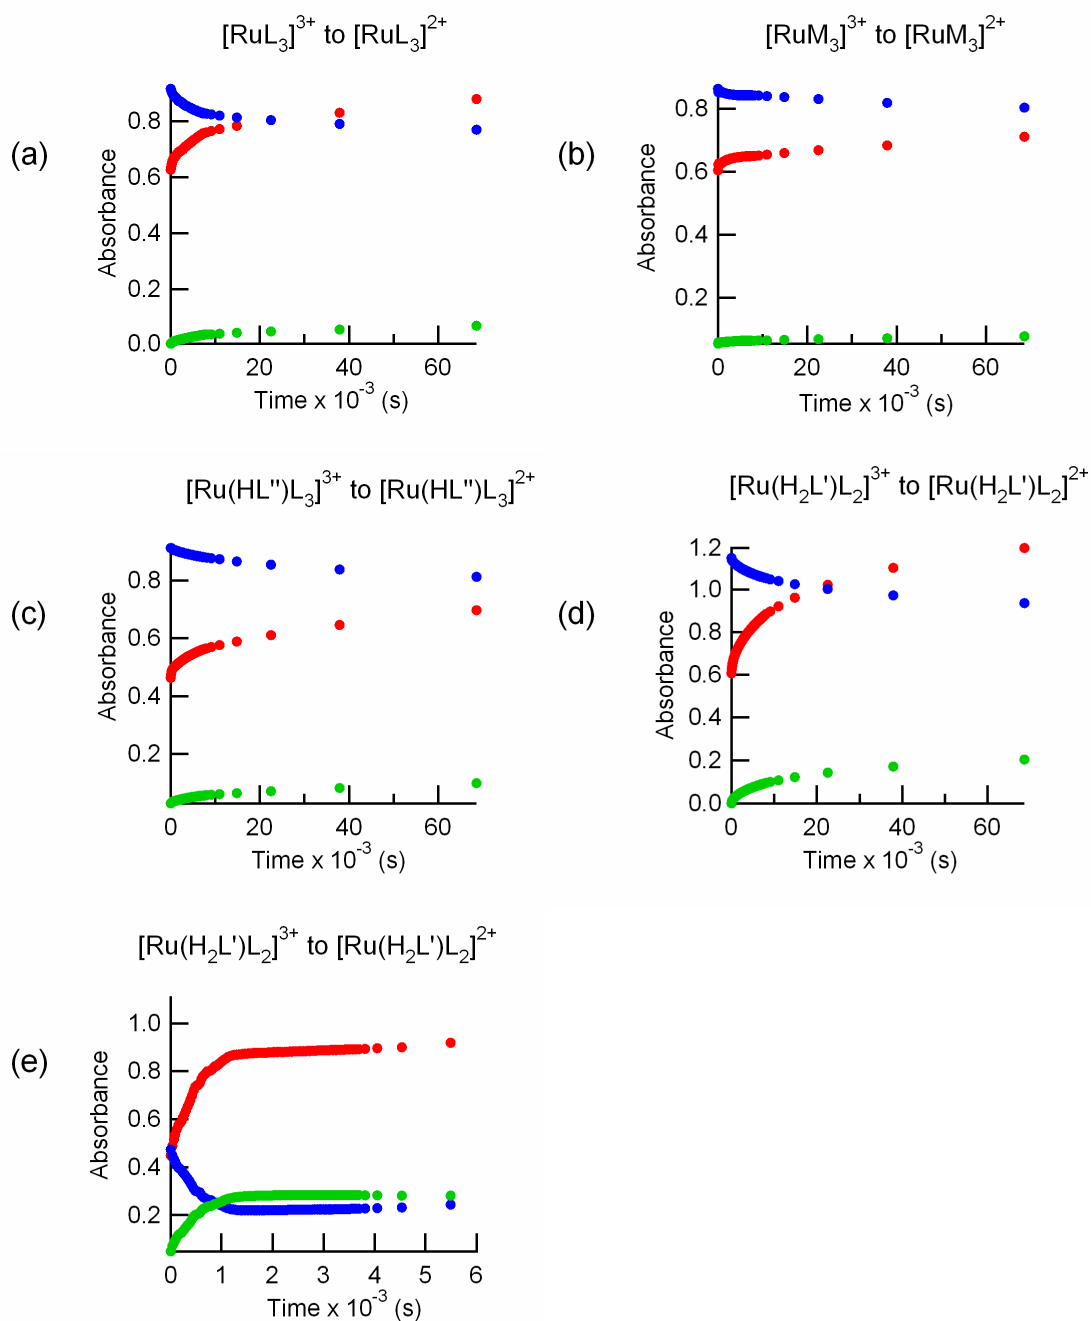 [RuL3]3+ to [RuL3]2+
(a)
Absorbance
0.8
0.6
0.4
0.2
0.0
0 20 40 60
Time x 10-3 (s)
[RuM3]3+ to [RuM3]2+
(b)
Absorbance
0.8
0.6
0.4
0.2
0 20 40 60
Time x 10-3 (s)
[Ru(HL")L3]3+ to [Ru(HL")L3]2+
(c)
Absorbance
0.8
0.6
0.4
0.2
0 20 40 60
Time x 10-3 (s)
[Ru(H2L')L2]3+ to [Ru(H2L')L2]2+
(d)
Absorbance
1.2
1.0
0.8
0.6
0.4
0.2
0.0
0 20 40 60
Time x 10-3 (s)
[Ru(H2L')L2]3+ to [Ru(H2L')L2]2+
(e)
Absorbance
1.0
0.8
0.6
0.4
0.2
0 1 2 3 4 5 6
Time x 10-3 (s)